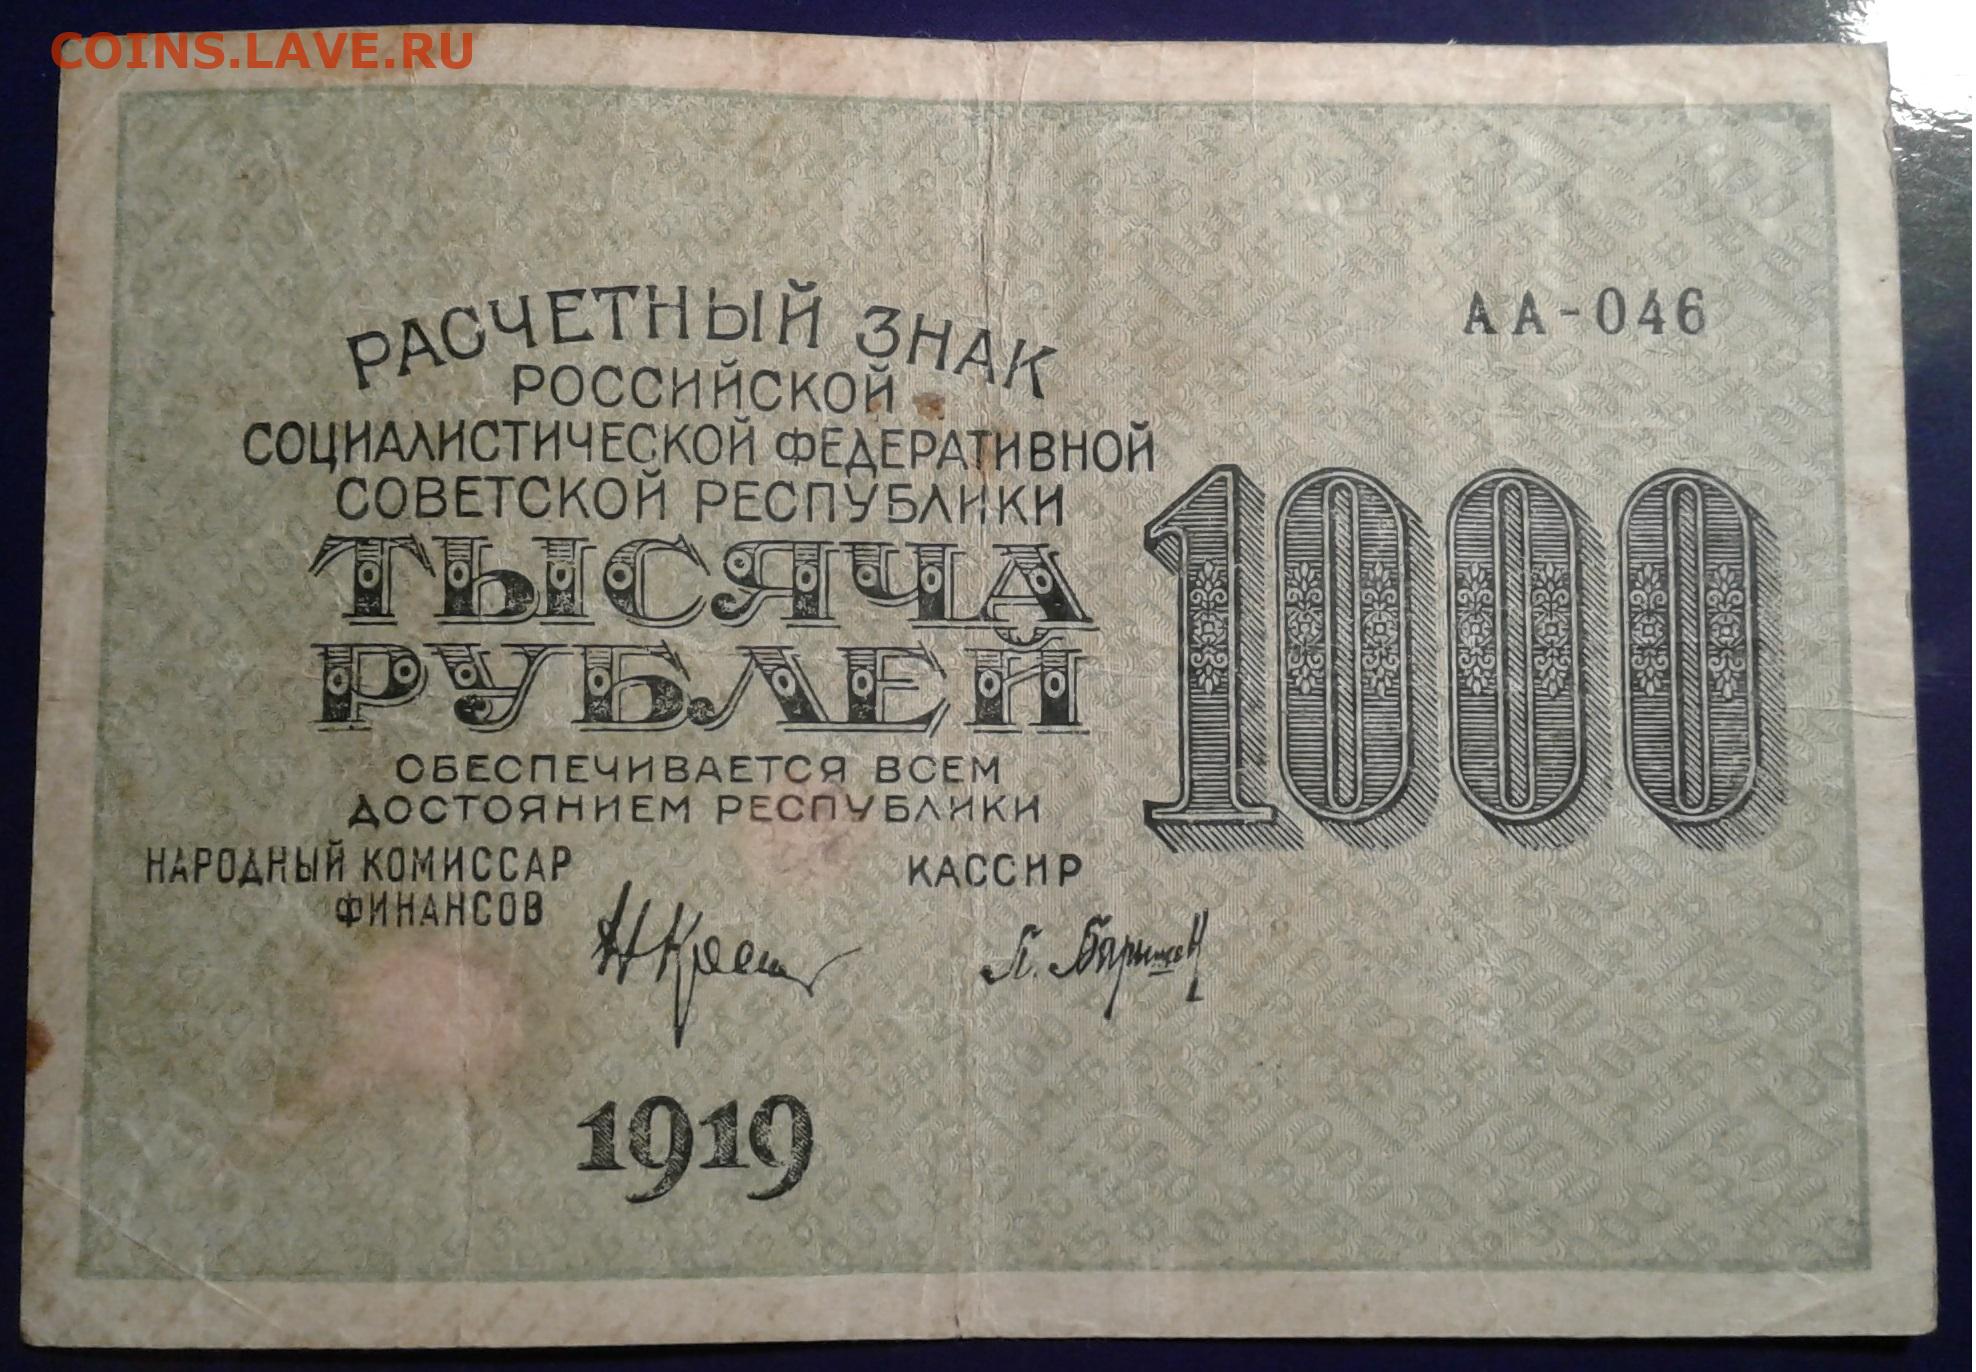 COINS.LAVE.RU
РАСЧЕТНЫЙ ЗНАК
АА-046
РОССИЙСКОЙ
СОЦИАЛИСТИЧЕСКОЙ ФЕДЕРАТИВНОЙ
СОВЕТСКОЙ РЕСПУБЛИКИ
ТЫСЯЧА
РУБЛЕЙ
1000
ОБЕСПЕЧИВАЕТСЯ ВСЕМ
ДОСТОЯНИЕМ РЕСПУБЛИКИ
НАРОДНЫЙ КОМИССАР
ФИНАНСОВ
КАССИР
1919